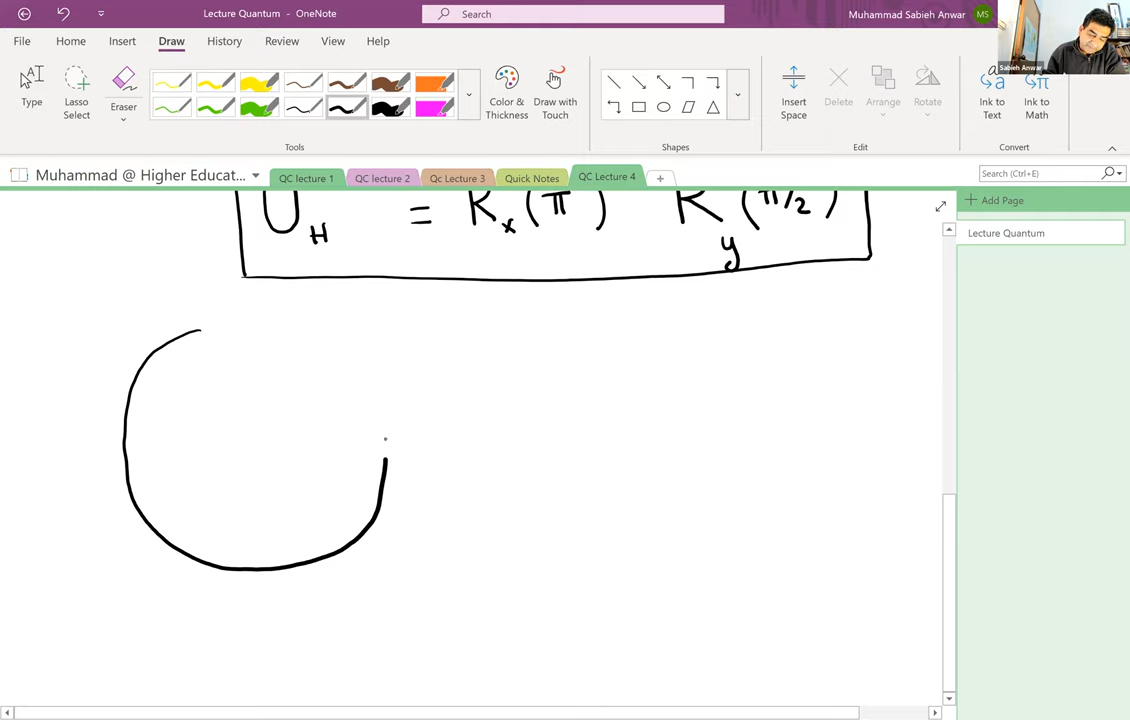 Lecture Quantum - OneNote
Search
Muhammad Sabieh Anwar
MS
File Home Insert Draw History Review View Help
Sabieh Anwar
Type
Lasso Select
Eraser
Color & Thickness
Draw with Touch
Insert Space
Delete
Arrange
Rotate
Ink to Text
Ink to Math
Tools
Shapes
Edit
Convert
Muhammad @ Higher Educat...
QC lecture 1
QC lecture 2
Qc Lecture 3
Quick Notes
QC Lecture 4
Search (Ctrl+E)
Add Page
Lecture Quantum
U_H = R_x (π) R_y (π/2)